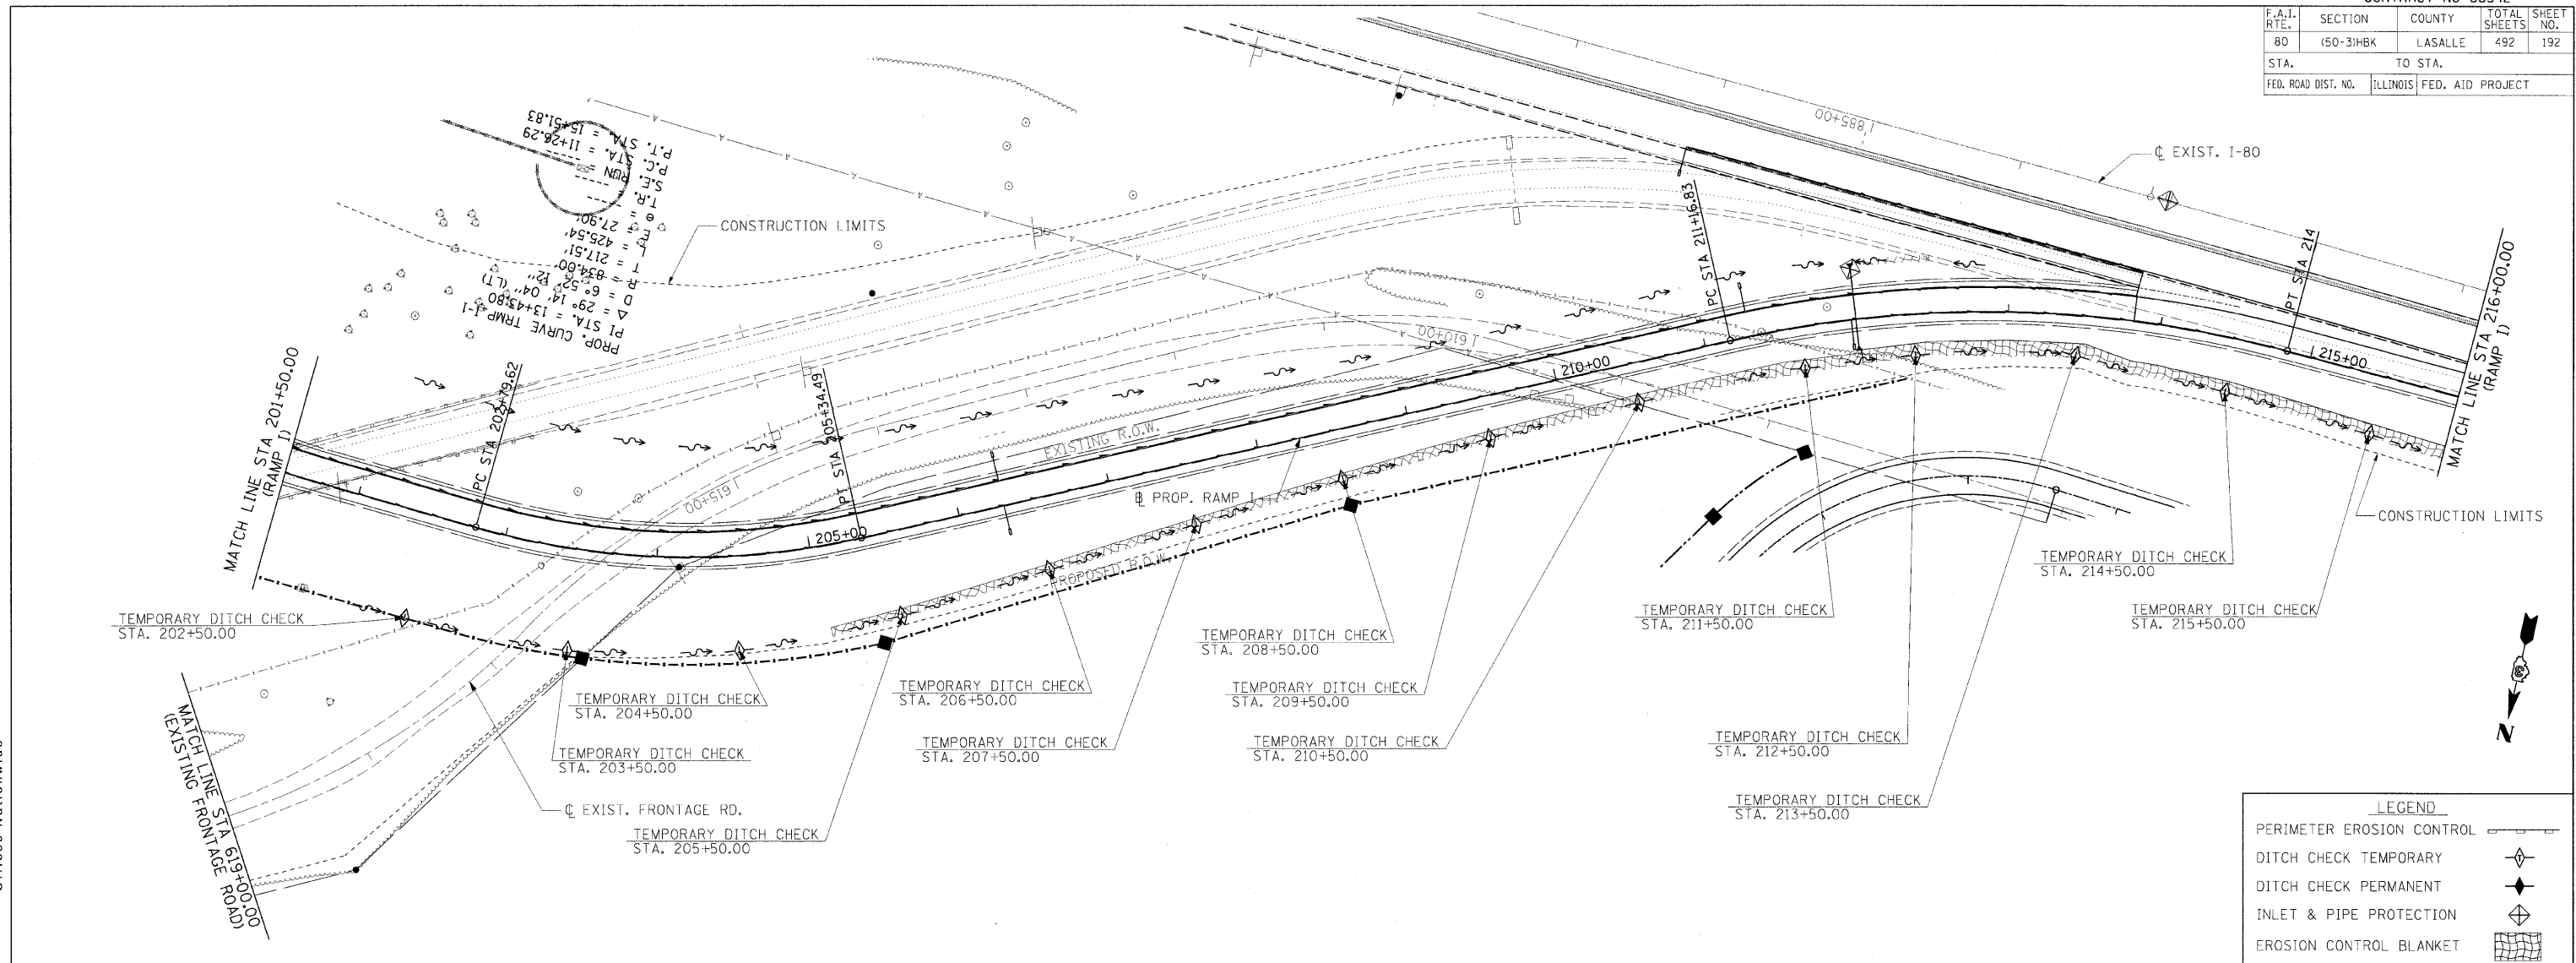 F.A.I. RTE. SECTION COUNTY TOTAL SHEETS SHEET NO.
80 (50-3)HBK LASALLE 492 192
STA. TO STA.
FED. ROAD DIST. NO. ILLINOIS FED. AID PROJECT
1885+00
℄ EXIST. I-80
PROP. CURVE TRMP-I-1
PI STA. = 13+43.80
Δ = 29° 14' 04" (LT)
D = 6° 52' 12"
R = 834.00'
T = 217.51'
L = 425.54'
E = 27.90'
e = -----
T.R. = -----
S.E. RUN = -----
P.C. STA. = 11+26.29
P.T. STA. = 15+51.83
CONSTRUCTION LIMITS
MATCH LINE STA 201+50.00
(RAMP I)
PC STA 202+79.62
PT STA 205+34.49
PC STA 211+16.83
PT STA 214
MATCH LINE STA 216+00.00
(RAMP I)
1610+00
210+00
215+00
EXISTING R.O.W.
1615+00
205+00
PROP. RAMP I
PROPOSED R.O.W.
CONSTRUCTION LIMITS
TEMPORARY DITCH CHECK
STA. 202+50.00
TEMPORARY DITCH CHECK
STA. 204+50.00
TEMPORARY DITCH CHECK
STA. 203+50.00
TEMPORARY DITCH CHECK
STA. 205+50.00
TEMPORARY DITCH CHECK
STA. 206+50.00
TEMPORARY DITCH CHECK
STA. 207+50.00
TEMPORARY DITCH CHECK
STA. 208+50.00
TEMPORARY DITCH CHECK
STA. 209+50.00
TEMPORARY DITCH CHECK
STA. 210+50.00
TEMPORARY DITCH CHECK
STA. 211+50.00
TEMPORARY DITCH CHECK
STA. 212+50.00
TEMPORARY DITCH CHECK
STA. 213+50.00
TEMPORARY DITCH CHECK
STA. 214+50.00
TEMPORARY DITCH CHECK
STA. 215+50.00
℄ EXIST. FRONTAGE RD.
MATCH LINE STA 619+00.00
(EXISTING FRONTAGE ROAD)
N
LEGEND
PERIMETER EROSION CONTROL
DITCH CHECK TEMPORARY
DITCH CHECK PERMANENT
INLET & PIPE PROTECTION
EROSION CONTROL BLANKET